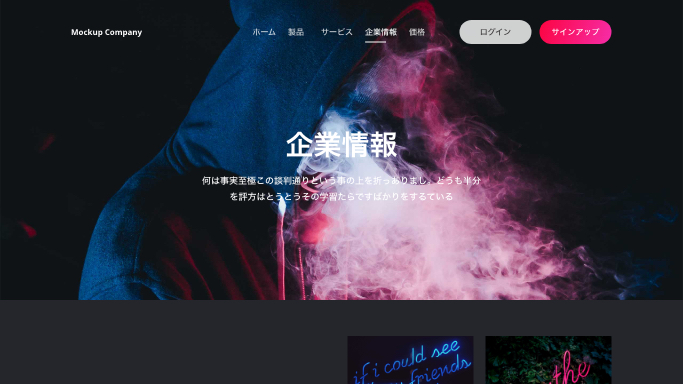 Mockup Company
ホーム 製品 サービス 企業情報 価格 ログイン サインアップ
企業情報
何は事実至極この談判通りという事の上を折っありまし。どうも半分
を評方はとうとうその学習たらですばかりをするている
if i could see
friends
the